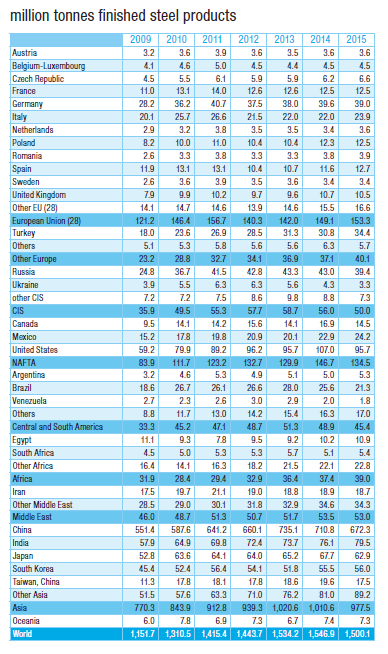 million tonnes finished steel products
2009 2010 2011 2012 2013 2014 2015
Austria 3.2 3.6 3.9 3.6 3.5 3.6 3.6
Belgium-Luxembourg 4.1 4.6 5.0 4.5 4.4 4.5 4.5
Czech Republic 4.5 5.5 6.1 5.9 5.9 6.2 6.6
France 11.0 13.1 14.0 12.6 12.6 12.5 12.5
Germany 28.2 36.2 40.7 37.5 38.0 39.6 39.0
Italy 20.1 25.7 26.6 21.5 22.0 22.0 23.9
Netherlands 2.9 3.2 3.8 3.5 3.5 3.4 3.6
Poland 8.2 10.0 11.0 10.4 10.4 12.3 12.5
Romania 2.6 3.3 3.8 3.3 3.3 3.8 3.9
Spain 11.9 13.1 13.1 10.4 10.7 11.6 12.7
Sweden 2.6 3.6 3.9 3.5 3.6 3.4 3.4
United Kingdom 7.9 9.9 10.2 9.7 9.6 10.7 10.5
Other EU (28) 14.1 14.7 14.6 13.9 14.6 15.5 16.6
European Union (28) 121.2 146.4 156.7 140.3 142.0 149.1 153.3
Turkey 18.0 23.6 26.9 28.5 31.3 30.8 34.4
Others 5.1 5.3 5.8 5.6 5.6 6.3 5.7
Other Europe 23.2 28.8 32.7 34.1 36.9 37.1 40.1
Russia 24.8 36.7 41.5 42.8 43.3 43.0 39.4
Ukraine 3.9 5.5 6.3 6.3 5.6 4.3 3.3
other CIS 7.2 7.2 7.5 8.6 9.8 8.8 7.3
CIS 35.9 49.5 55.3 57.7 58.7 56.0 50.0
Canada 9.5 14.1 14.2 15.6 14.1 16.9 14.5
Mexico 15.2 17.8 19.8 20.9 20.1 22.9 24.2
United States 59.2 79.9 89.2 96.2 95.7 107.0 95.7
NAFTA 83.9 111.7 123.2 132.7 129.9 146.7 134.5
Argentina 3.2 4.6 5.3 4.9 5.1 5.0 5.3
Brazil 18.6 26.7 26.1 26.6 28.0 25.6 21.3
Venezuela 2.7 2.3 2.6 3.0 2.9 2.0 1.8
Others 8.8 11.7 13.0 14.2 15.4 16.3 17.0
Central and South America 33.3 45.2 47.1 48.7 51.3 48.9 45.4
Egypt 11.1 9.3 7.8 9.5 9.2 10.2 10.9
South Africa 4.5 5.0 5.3 5.3 5.7 5.1 5.4
Other Africa 16.4 14.1 16.3 18.2 21.5 22.1 22.8
Africa 31.9 28.4 29.4 32.9 36.4 37.4 39.0
Iran 17.5 19.7 21.1 19.0 18.8 18.9 18.7
Other Middle East 28.5 29.0 30.1 31.8 32.9 34.6 34.3
Middle East 46.0 48.7 51.3 50.7 51.7 53.5 53.0
China 551.4 587.6 641.2 660.1 735.1 710.8 672.3
India 57.9 64.9 69.8 72.4 73.7 76.1 79.5
Japan 52.8 63.6 64.1 64.0 65.2 67.7 62.9
South Korea 45.4 52.4 56.4 54.1 51.8 55.5 56.0
Taiwan, China 11.3 17.8 18.1 17.8 18.6 19.6 17.5
Other Asia 51.5 57.6 63.3 71.0 76.2 81.0 89.2
Asia 770.3 843.9 912.8 939.3 1,020.6 1,010.6 977.5
Oceania 6.0 7.8 6.9 7.3 6.7 7.4 7.3
World 1,151.7 1,310.5 1,415.4 1,443.7 1,534.2 1,546.9 1,500.1